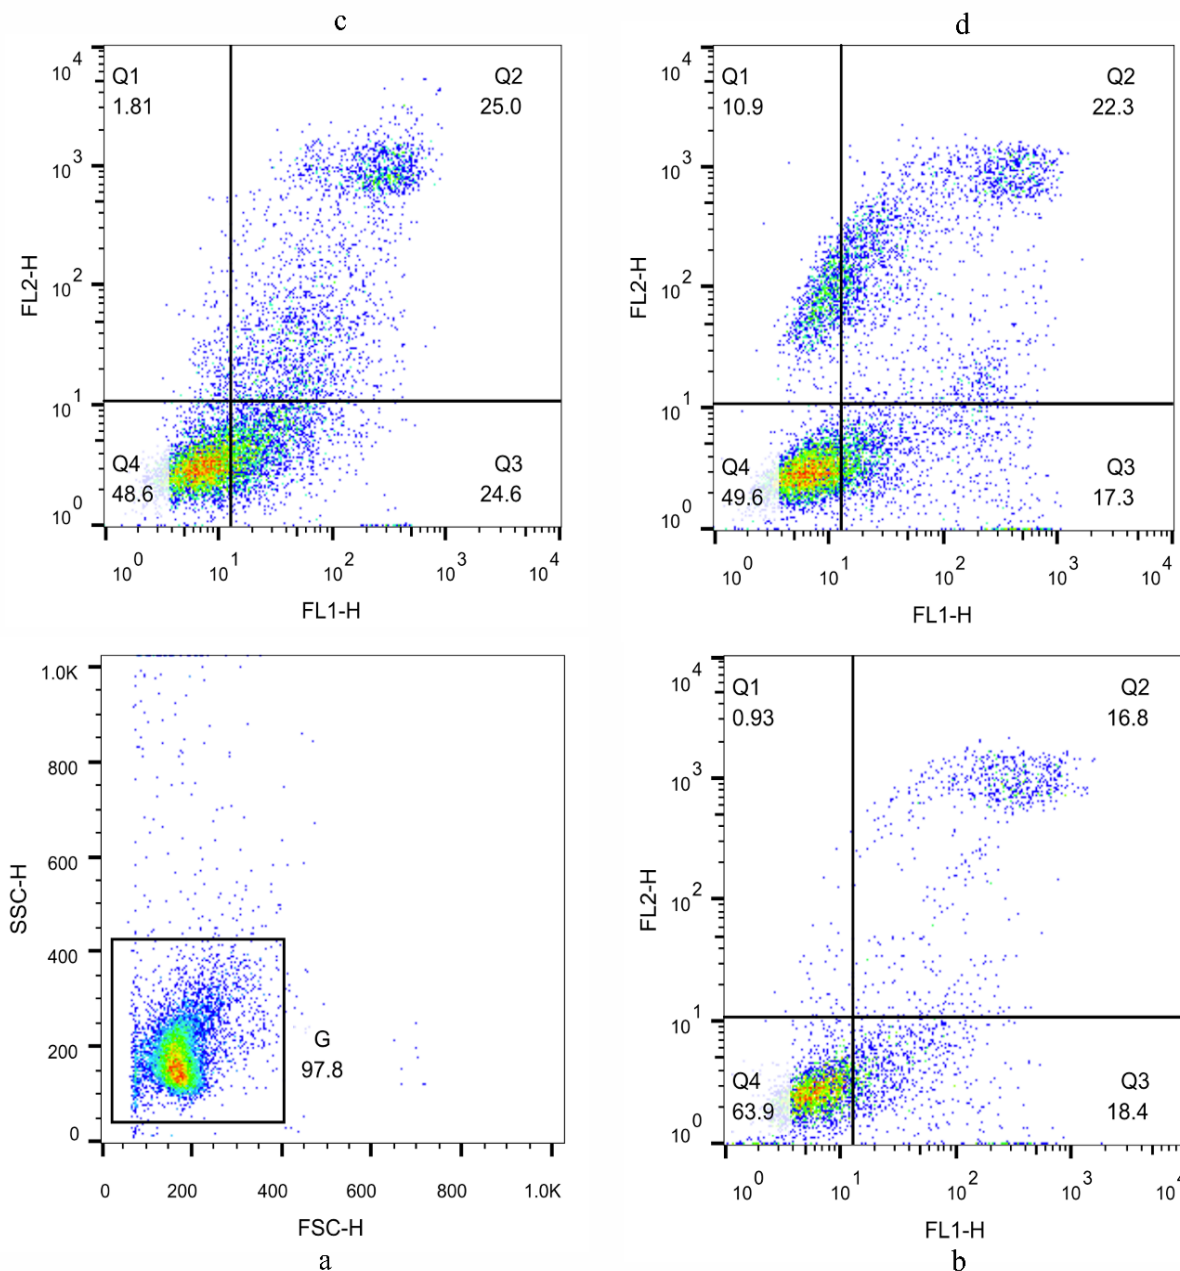 c
10^4
10^3
10^2
10^1
10^0
FL2-H
Q1
1.81
Q2
25.0
Q4
48.6
Q3
24.6
10^0 10^1 10^2 10^3 10^4
FL1-H
d
10^4
10^3
10^2
10^1
10^0
FL2-H
Q1
10.9
Q2
22.3
Q4
49.6
Q3
17.3
10^0 10^1 10^2 10^3 10^4
FL1-H
1.0K
800
600
400
200
0
SSC-H
G
97.8
0 200 400 600 800 1.0K
FSC-H
a
10^4
10^3
10^2
10^1
10^0
FL2-H
Q1
0.93
Q2
16.8
Q4
63.9
Q3
18.4
10^0 10^1 10^2 10^3 10^4
FL1-H
b